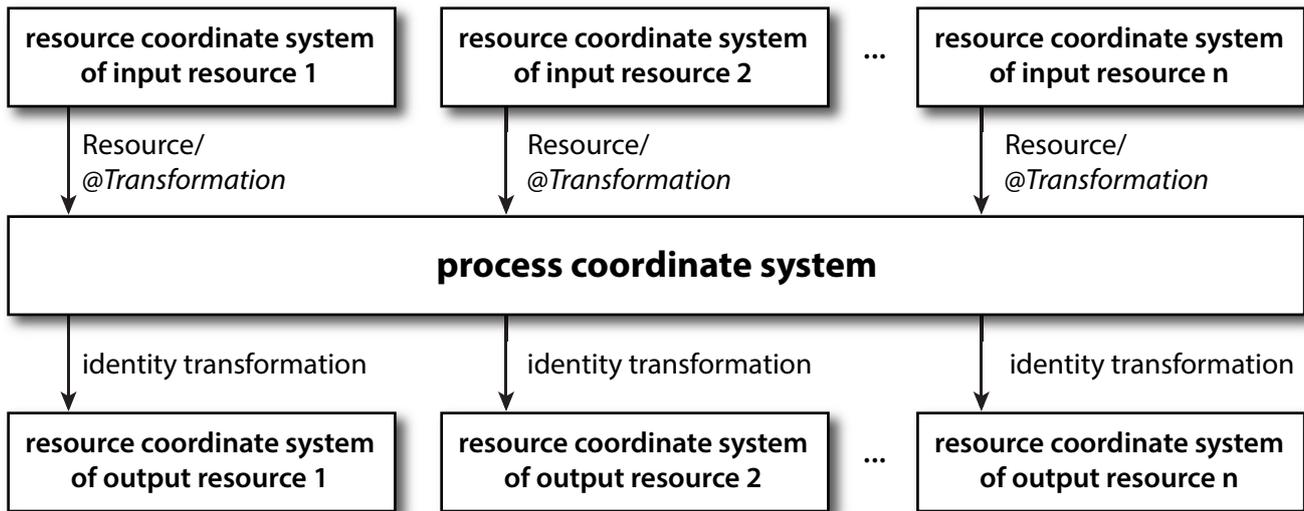 resource coordinate system
of input resource 1
resource coordinate system
of input resource 2
...
resource coordinate system
of input resource n
Resource/
@Transformation
Resource/
@Transformation
Resource/
@Transformation
process coordinate system
identity transformation
identity transformation
identity transformation
resource coordinate system
of output resource 1
resource coordinate system
of output resource 2
...
resource coordinate system
of output resource n